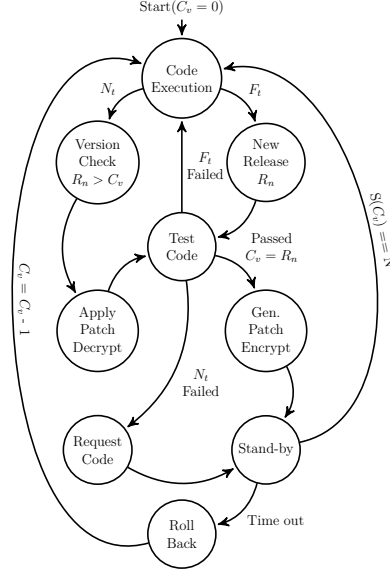 Start(C_v = 0)
Code
Execution
N_t
F_t
Version
Check
R_n > C_v
New
Release
R_n
F_t
Failed
Test
Code
Passed
C_v = R_n
S(C_v) == N
C_v = C_v - 1
Apply
Patch
Decrypt
Gen.
Patch
Encrypt
N_t
Failed
Request
Code
Stand-by
Time out
Roll
Back